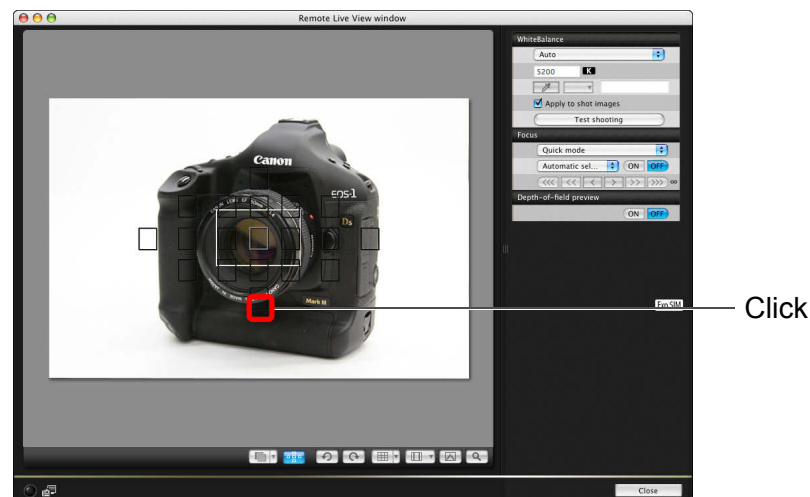 Remote Live View window
WhiteBalance
Auto
5200 K
Apply to shot images
Test shooting
Focus
Quick mode
Automatic sel... ON OFF
<<< << < > >> >>> ∞
Depth-of-field preview
ON OFF
Canon
EOS-1
Ds
Mark III
Exp.SIM
Click
Close